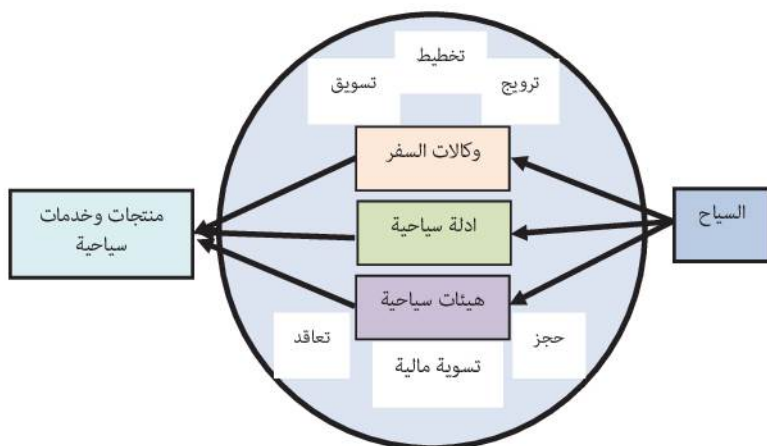 تخطيط
ترويج
تسويق
وكالات السفر
السياح
ادلة سياحية
منتجات وخدمات
سياحية
هيئات سياحية
حجز
تعاقد
تسوية مالية